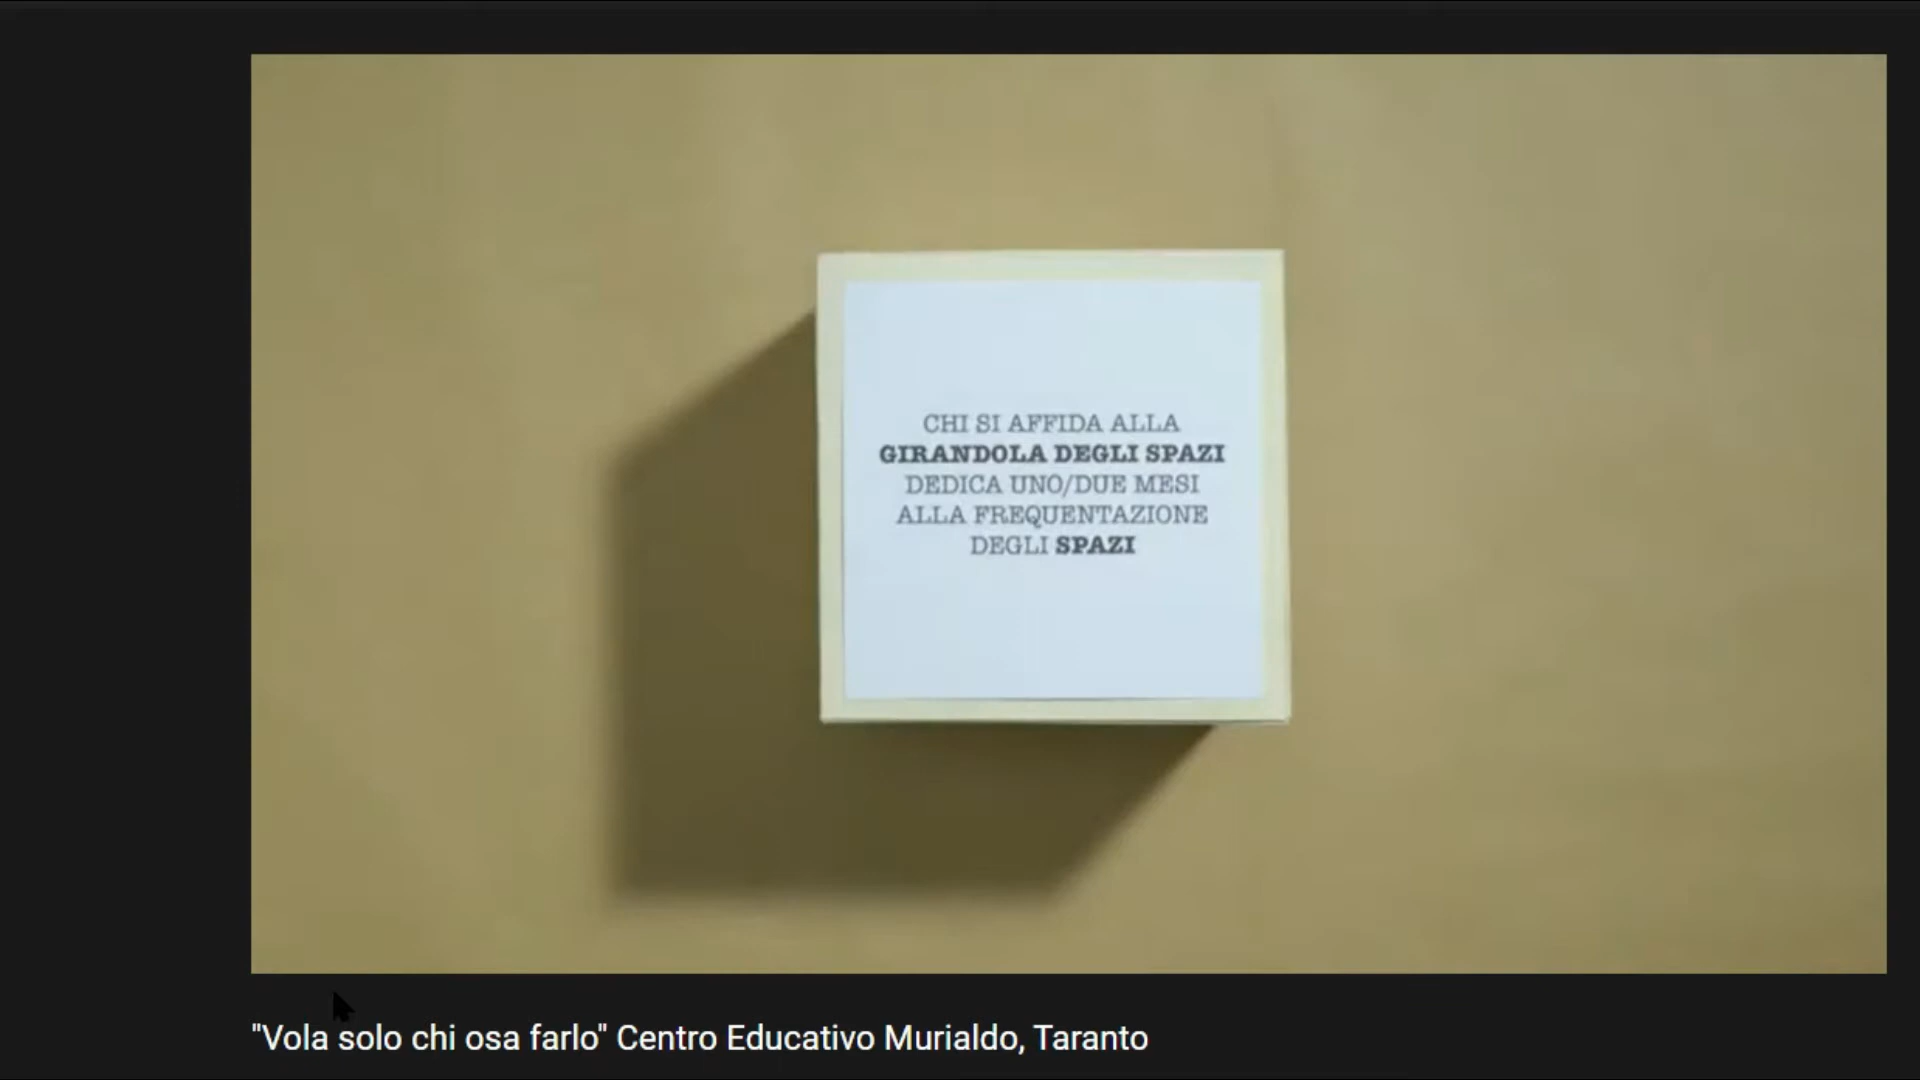 CHI SI AFFIDA ALLA
GIRANDOLA DEGLI SPAZI
DEDICA UNO/DUE MESI
ALLA FREQUENTAZIONE
DEGLI SPAZI
"Vola solo chi osa farlo" Centro Educativo Murialdo, Taranto